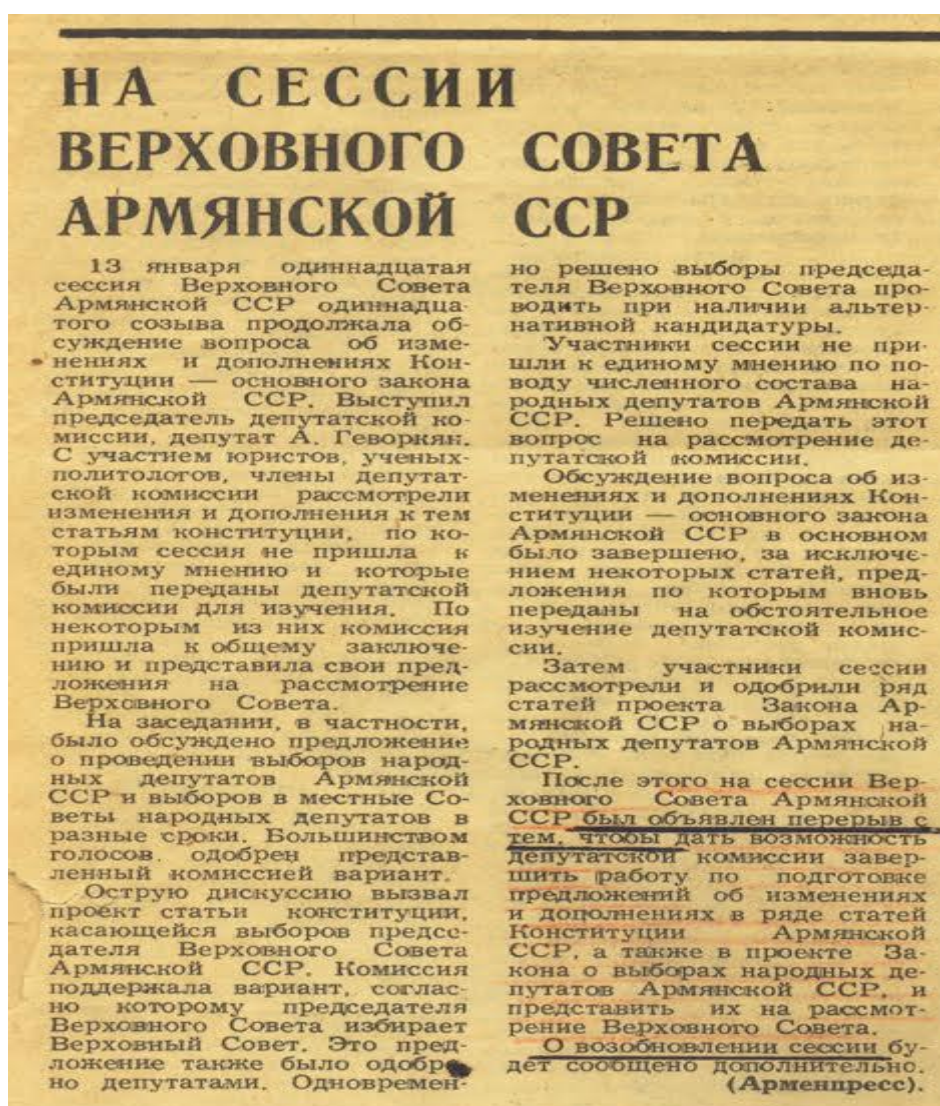 НА СЕССИИ
ВЕРХОВНОГО СОВЕТА
АРМЯНСКОЙ ССР
13 января одиннадцатая
сессия Верховного Совета
Армянской ССР одиннадца-
того созыва продолжала об-
суждение вопроса об изме-
нениях и дополнениях Кон-
ституции — основного закона
Армянской ССР. Выступил
председатель депутатской ко-
миссии, депутат А. Геворкян.
С участием юристов, ученых-
политологов, члены депутат-
ской комиссии рассмотрели
изменения и дополнения к тем
статьям конституции, по ко-
торым сессия не пришла к
единому мнению и которые
были переданы депутатской
комиссии для изучения. По
некоторым из них комиссия
пришла к общему заключе-
нию и представила свои пред-
ложения на рассмотрение
Верховного Совета.
На заседании, в частности,
было обсуждено предложение
о проведении выборов народ-
ных депутатов Армянской
ССР и выборов в местные Со-
веты народных депутатов в
разные сроки. Большинством
голосов. одобрен представ-
ленный комиссией вариант.
Острую дискуссию вызвал
проект статьи конституции,
касающейся выборов предсе-
дателя Верховного Совета
Армянской ССР. Комиссия
поддержала вариант, соглас-
но которому председателя
Верховного Совета избирает
Верховный Совет. Это пред-
ложение также было одобре-
но депутатами. Одновремен-
но решено выборы председа-
теля Верховного Совета про-
водить при наличии альтер-
нативной кандидатуры.
Участники сессии не при-
шли к единому мнению по по-
воду численного состава на-
родных депутатов Армянской
ССР. Решено передать этот
вопрос на рассмотрение де-
путатской комиссии.
Обсуждение вопроса об из-
менениях и дополнениях Кон-
ституции — основного закона
Армянской ССР в основном
было завершено, за исключе-
нием некоторых статей, пред-
ложения по которым вновь
переданы на обстоятельное
изучение депутатской комис-
сии.
Затем участники сессии
рассмотрели и одобрили ряд
статей проекта Закона Ар-
мянской ССР о выборах на-
родных депутатов Армянской
ССР.
После этого на сессии Вер-
ховного Совета Армянской
ССР был объявлен перерыв с
тем, чтобы дать возможность
депутатской комиссии завер-
шить работу по подготовке
предложений об изменениях
и дополнениях в ряде статей
Конституции Армянской
ССР, а также в проекте За-
кона о выборах народных де-
путатов Армянской ССР, и
представить их на рассмот-
рение Верховного Совета.
О возобновлении сессии бу-
дет сообщено дополнительно.
(Арменпресс).